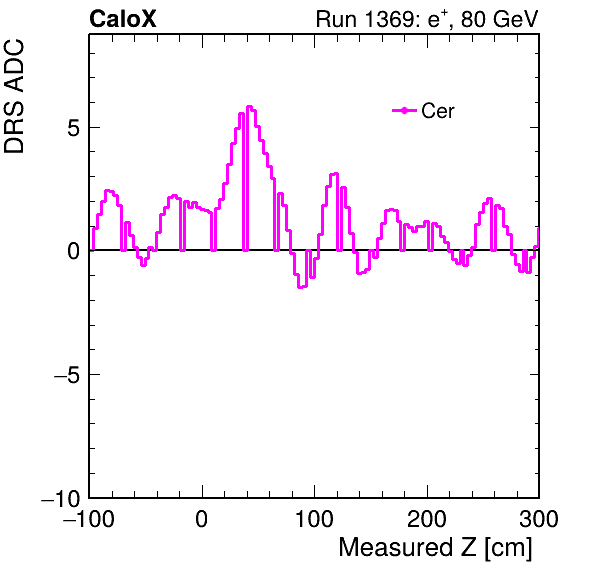 CaloX
Run 1369: e⁺, 80 GeV
DRS ADC
Cer
5
0
−5
−10
−100 0 100 200 300
Measured Z [cm]